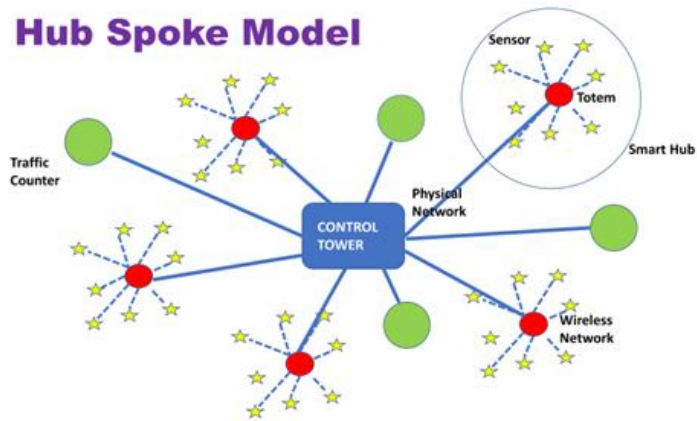 Hub Spoke Model
Sensor
Totem
Smart Hub
Traffic
Counter
Physical
Network
CONTROL
TOWER
Wireless
Network